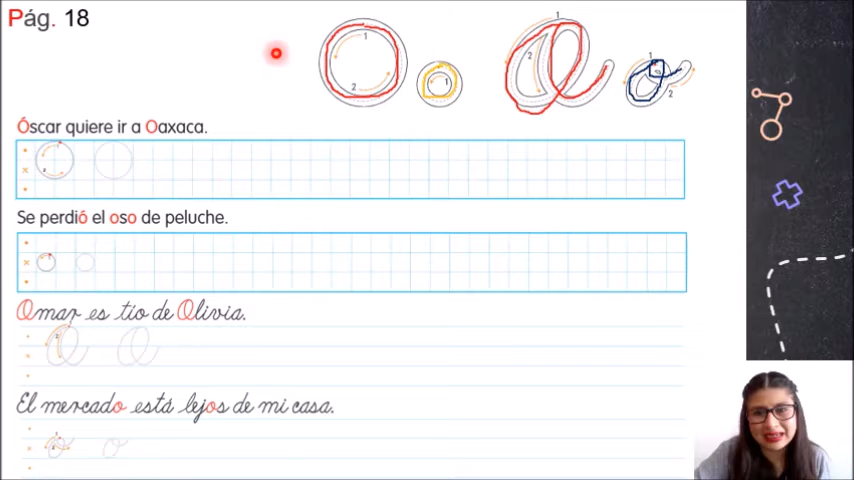 Pág. 18
Óscar quiere ir a Oaxaca.
Se perdió el oso de peluche.
Omar es tío de Olivia.
El mercado está lejos de mi casa.